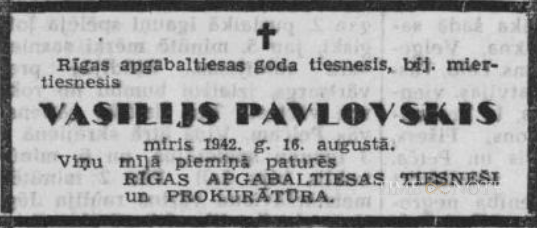 Rīgas apgabaltiesas goda tiesnesis, bij. mier-
tiesnesis
VASILIJS PAVLOVSKIS
miris 1942. g. 16. augustā.
Viņu mīļā piemiņā paturēs
RĪGAS APGABALTIESAS TIESNEŠI
un PROKURĀTŪRA.